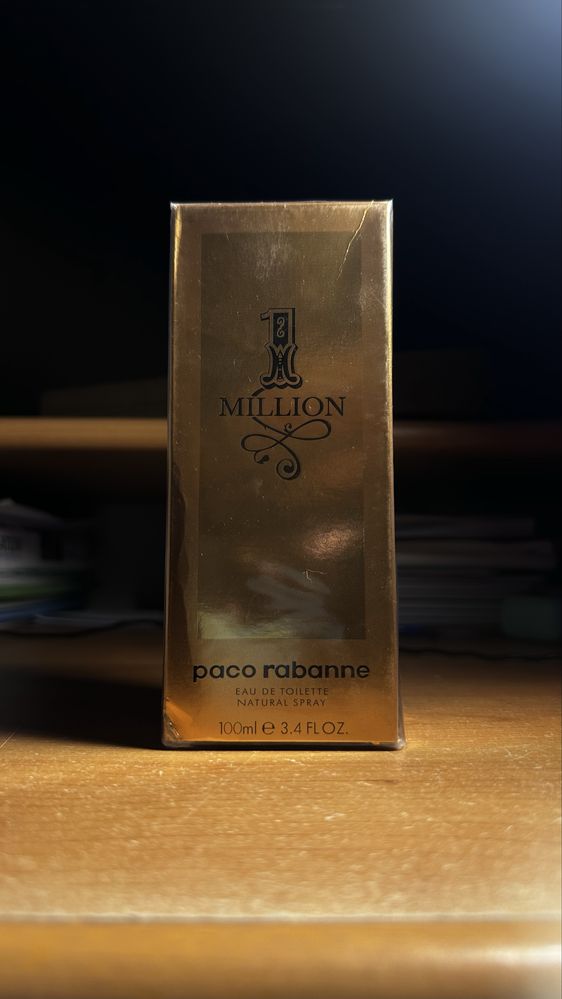 1
MILLION
paco rabanne
EAU DE TOILETTE
NATURAL SPRAY
100ml ℮ 3.4 FL.OZ.